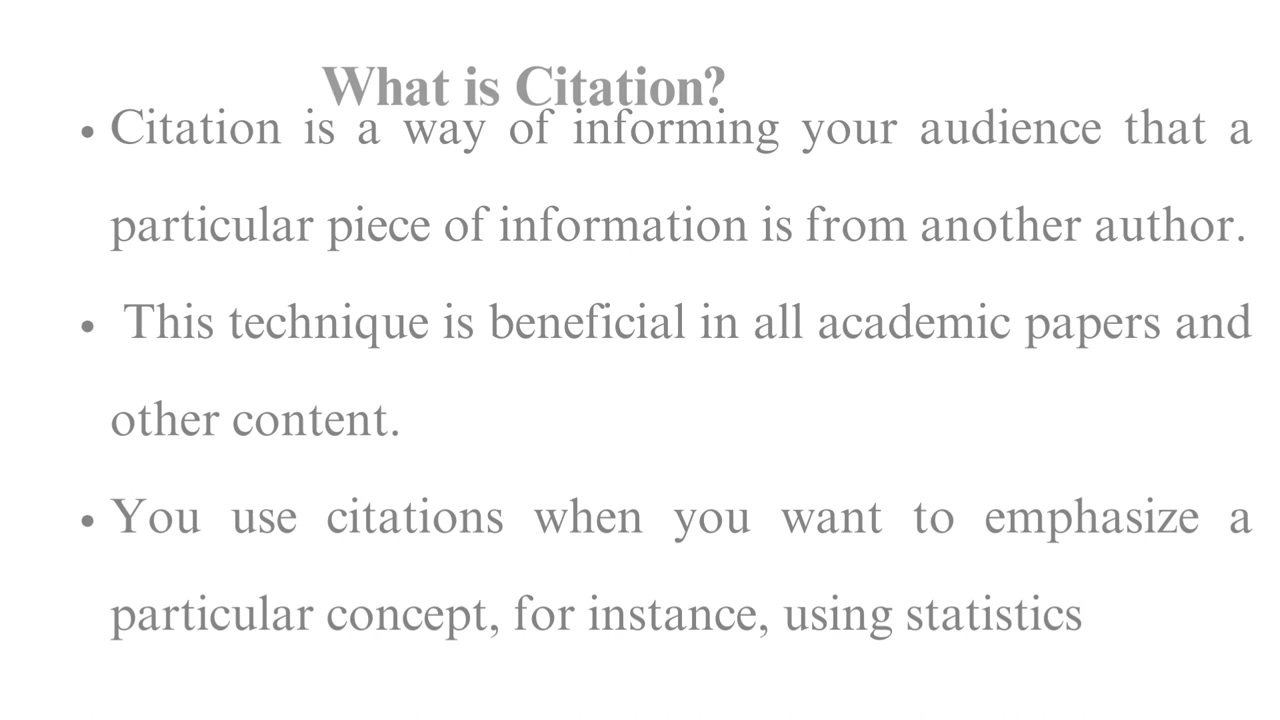 What is Citation?
• Citation is a way of informing your audience that a
particular piece of information is from another author.
• This technique is beneficial in all academic papers and
other content.
• You use citations when you want to emphasize a
particular concept, for instance, using statistics